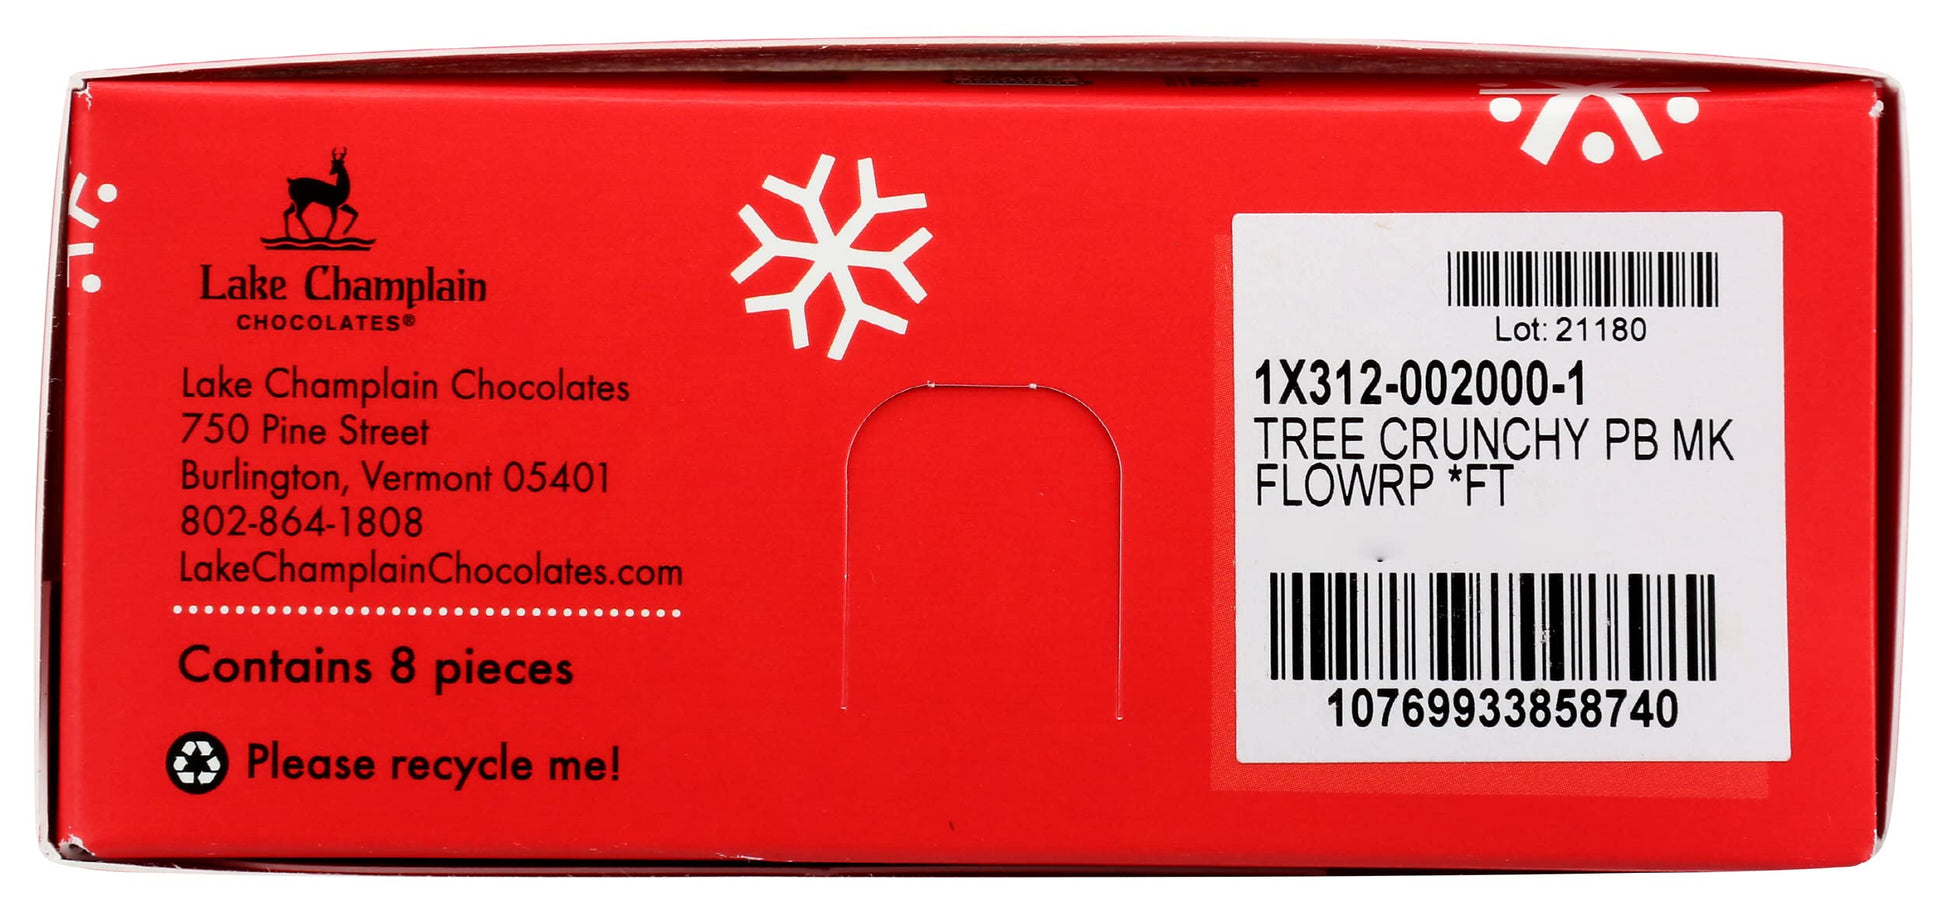 Lake Champlain
CHOCOLATES®
Lake Champlain Chocolates
750 Pine Street
Burlington, Vermont 05401
802-864-1808
LakeChamplainChocolates.com
Contains 8 pieces
Please recycle me!
Lot: 21180
1X312-002000-1
TREE CRUNCHY PB MK
FLOWRP *FT
10769933858740